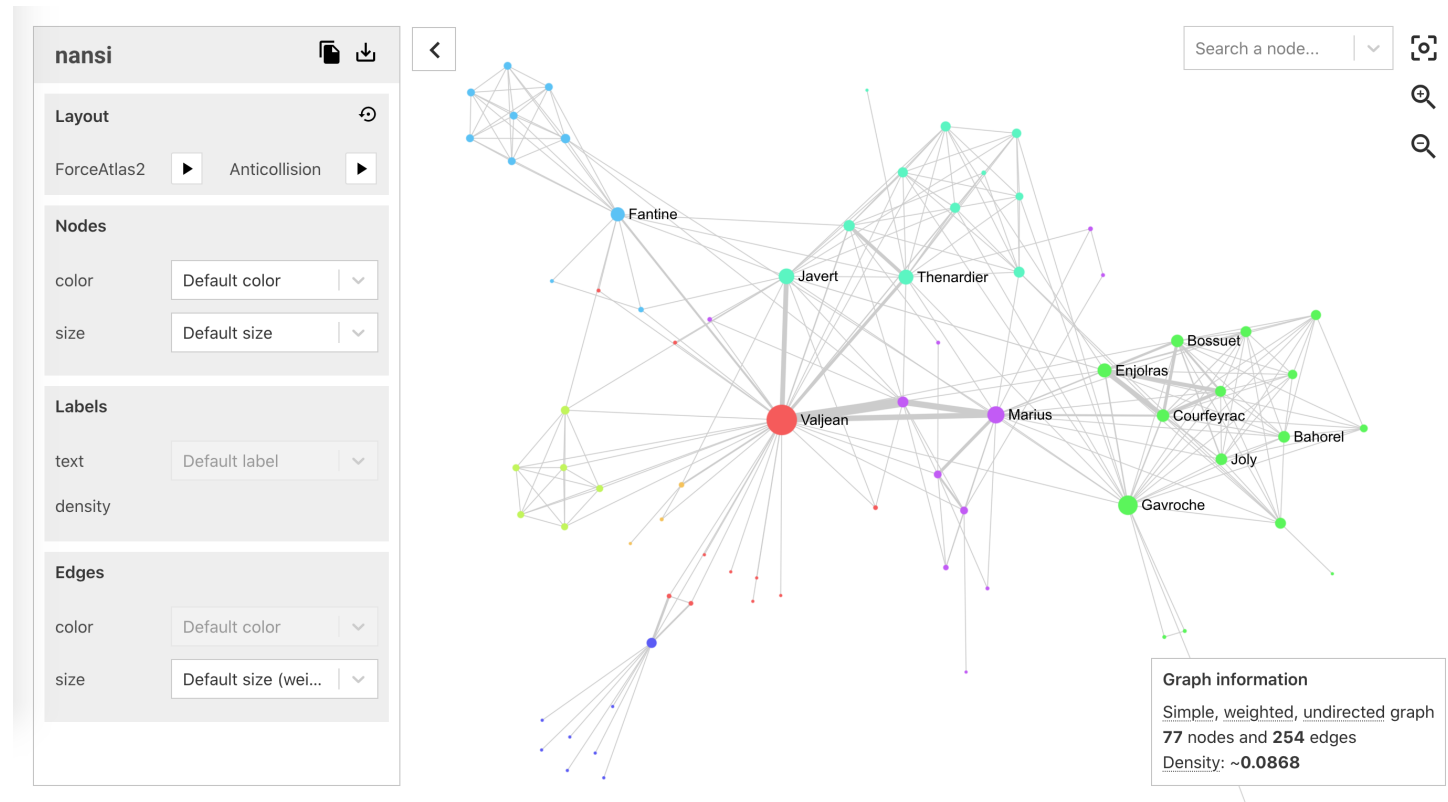 nansi
Layout
ForceAtlas2
Anticollision
Nodes
color
Default color
size
Default size
Labels
text
Default label
density
Edges
color
Default color
size
Default size (wei...
Search a node...
Fantine
Javert
Thenardier
Bossuet
Enjolras
Valjean
Marius
Courfeyrac
Bahorel
Joly
Gavroche
Graph information
Simple, weighted, undirected graph
77 nodes and 254 edges
Density: ~0.0868